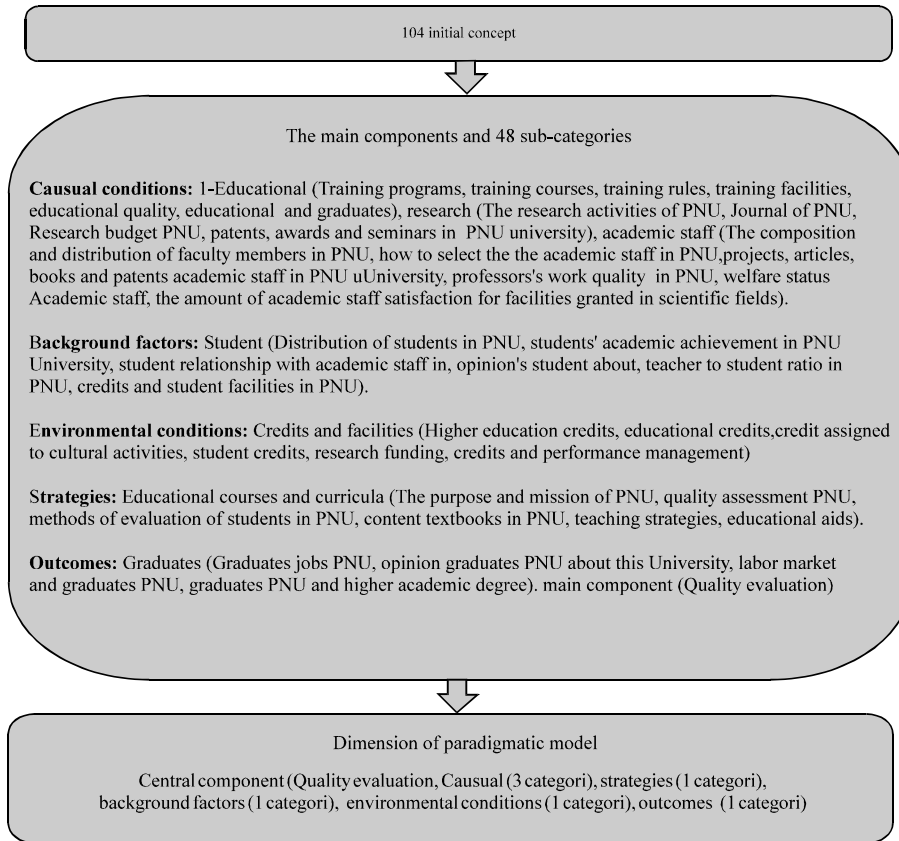 104 initial concept
The main components and 48 sub-categories
Causual conditions: 1-Educational (Training programs, training courses, training rules, training facilities,
educational quality, educational and graduates), research (The research activities of PNU, Journal of PNU,
Research budget PNU, patents, awards and seminars in PNU university), academic staff (The composition
and distribution of faculty members in PNU, how to select the the academic staff in PNU,projects, articles,
books and patents academic staff in PNU uUniversity, professors's work quality in PNU, welfare status
Academic staff, the amount of academic staff satisfaction for facilities granted in scientific fields).
Background factors: Student (Distribution of students in PNU, students' academic achievement in PNU
University, student relationship with academic staff in, opinion's student about, teacher to student ratio in
PNU, credits and student facilities in PNU).
Environmental conditions: Credits and facilities (Higher education credits, educational credits,credit assigned
to cultural activities, student credits, research funding, credits and performance management)
Strategies: Educational courses and curricula (The purpose and mission of PNU, quality assessment PNU,
methods of evaluation of students in PNU, content textbooks in PNU, teaching strategies, educational aids).
Outcomes: Graduates (Graduates jobs PNU, opinion graduates PNU about this University, labor market
and graduates PNU, graduates PNU and higher academic degree). main component (Quality evaluation)
Dimension of paradigmatic model
Central component (Quality evaluation, Causual (3 categori), strategies (1 categori),
background factors (1 categori), environmental conditions (1 categori), outcomes (1 categori)